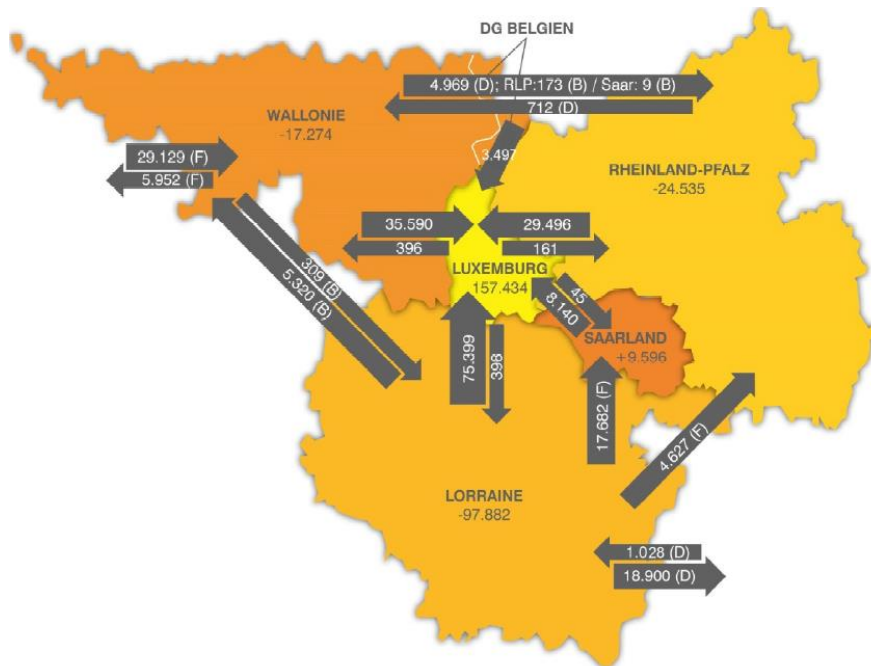 DG BELGIEN
4.969 (D); RLP:173 (B) / Saar: 9 (B)
712 (D)
WALLONIE
-17.274
3.497
29.129 (F)
5.952 (F)
RHEINLAND-PFALZ
-24.535
35.590
29.496
396
161
LUXEMBURG
157.434
309 (B)
5.320 (B)
45
8.140
SAARLAND
+9.596
75.399
398
17.682 (F)
4.627 (F)
LORRAINE
-97.882
1.028 (D)
18.900 (D)